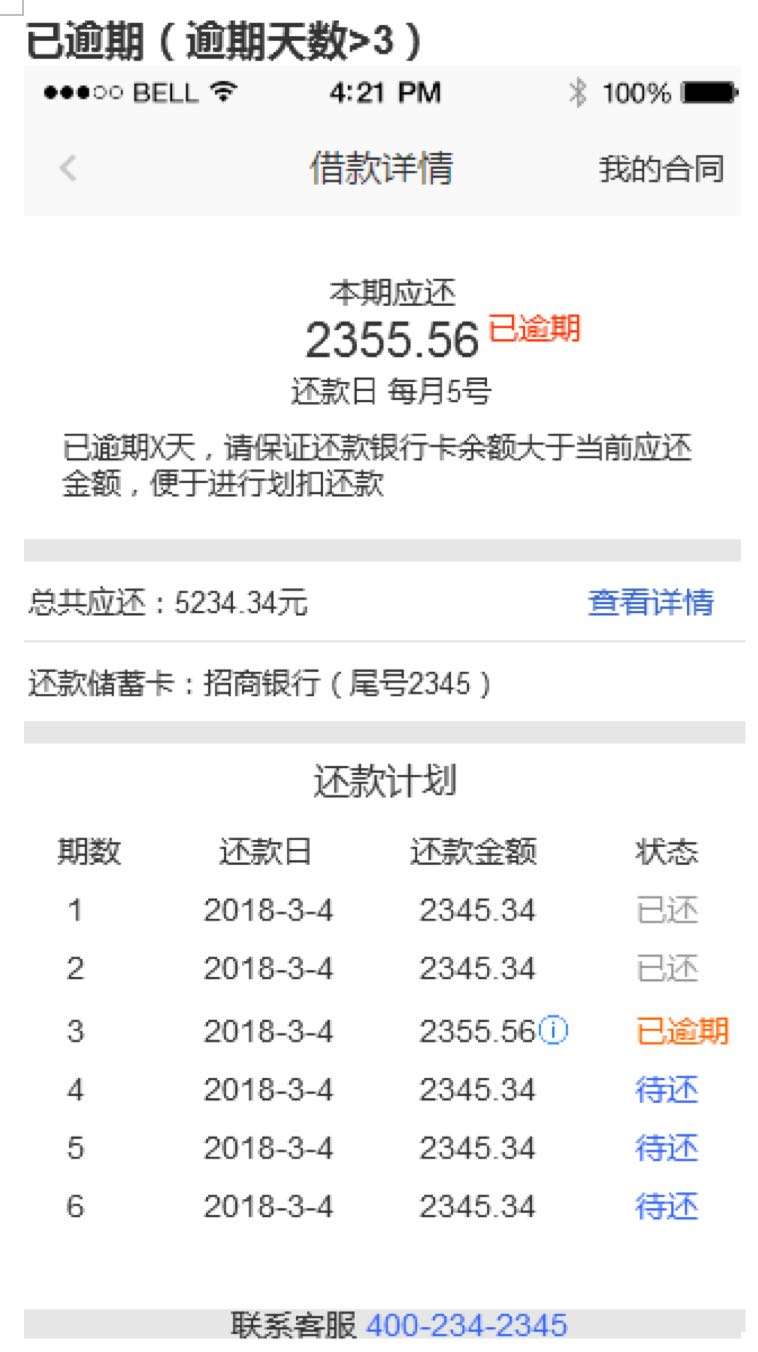 已逾期（逾期天数>3）
BELL 4:21 PM 100%
借款详情 我的合同
本期应还
2355.56 已逾期
还款日 每月5号
已逾期X天，请保证还款银行卡余额大于当前应还
金额，便于进行划扣还款
总共应还：5234.34元 查看详情
还款储蓄卡：招商银行（尾号2345）
还款计划
期数 还款日 还款金额 状态
1 2018-3-4 2345.34 已还
2 2018-3-4 2345.34 已还
3 2018-3-4 2355.56 已逾期
4 2018-3-4 2345.34 待还
5 2018-3-4 2345.34 待还
6 2018-3-4 2345.34 待还
联系客服 400-234-2345